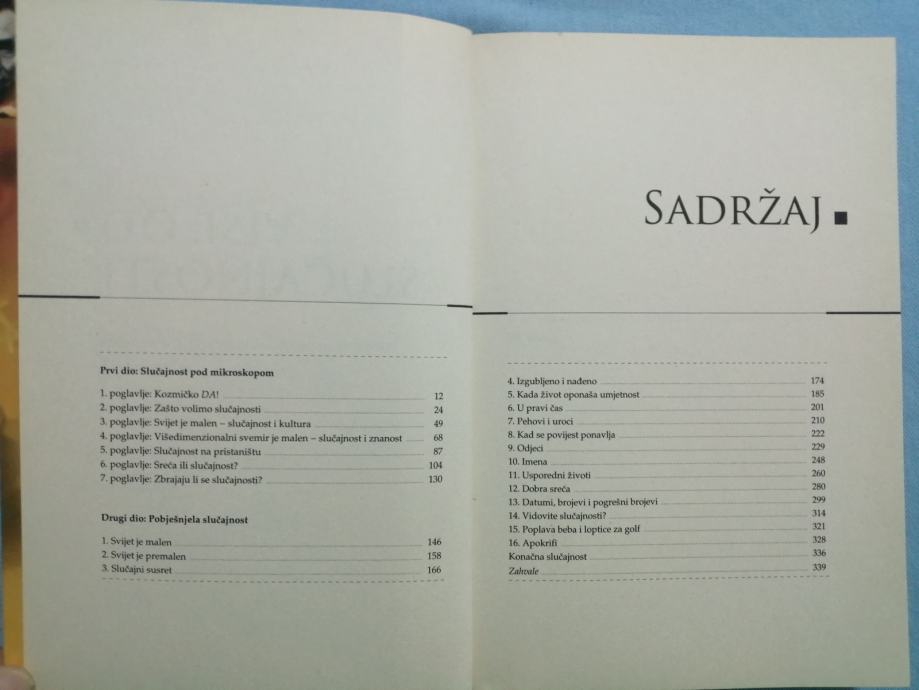 Prvi dio: Slučajnost pod mikroskopom
1. poglavlje: Kozmičko DA! 12
2. poglavlje: Zašto volimo slučajnosti 24
3. poglavlje: Svijet je malen – slučajnost i kultura 49
4. poglavlje: Višedimenzionalni svemir je malen – slučajnost i znanost 68
5. poglavlje: Slučajnost na pristaništu 87
6. poglavlje: Sreća ili slučajnost? 104
7. poglavlje: Zbrajaju li se slučajnosti? 130
Drugi dio: Pobješnjela slučajnost
1. Svijet je malen 146
2. Svijet je premalen 158
3. Slučajni susret 166
SADRŽAJ
4. Izgubljeno i nađeno 174
5. Kada život oponaša umjetnost 185
6. U pravi čas 201
7. Pehovi i uroci 210
8. Kad se povijest ponavlja 222
9. Odjeci 229
10. Imena 248
11. Usporedni životi 260
12. Dobra sreća 280
13. Datumi, brojevi i pogrešni brojevi 299
14. Vidovite slučajnosti? 314
15. Poplava beba i loptice za golf 321
16. Apokrifi 328
Konačna slučajnost 336
Zahvale 339